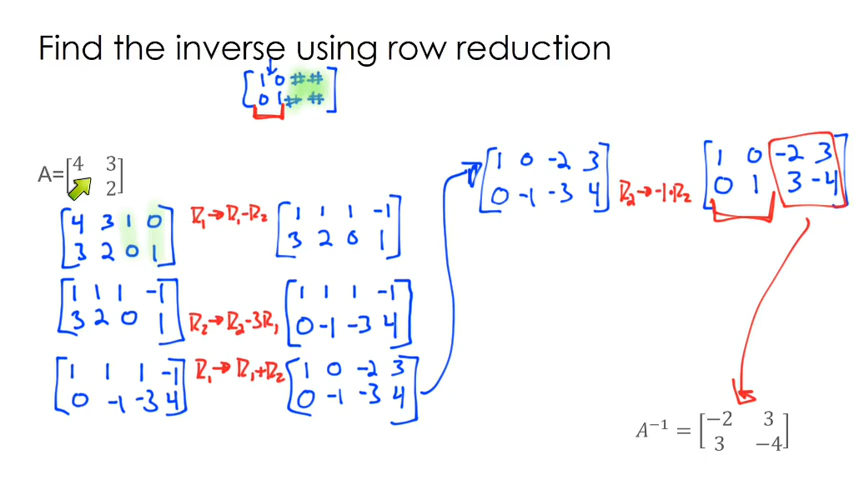 Find the inverse using row reduction
[1 0 # #
0 1 # #]
A=[4 3
2]
[4 3 1 0
3 2 0 1]
R₁→R₁-R₂
[1 1 1 -1
3 2 0 1]
[1 1 1 -1
3 2 0 1]
R₂→R₂-3R₁
[1 1 1 -1
0 -1 -3 4]
[1 1 1 -1
0 -1 -3 4]
R₁→R₁+R₂
[1 0 -2 3
0 -1 -3 4]
[1 0 -2 3
0 -1 -3 4]
R₂→-1·R₂
[1 0 -2 3
0 1 3 -4]
A⁻¹ = [-2 3
3 -4]